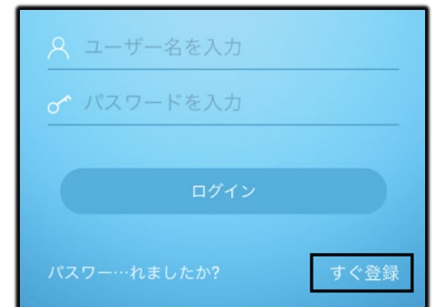 ユーザー名を入力
パスワードを入力
ログイン
パスワー…れましたか?
すぐ登録